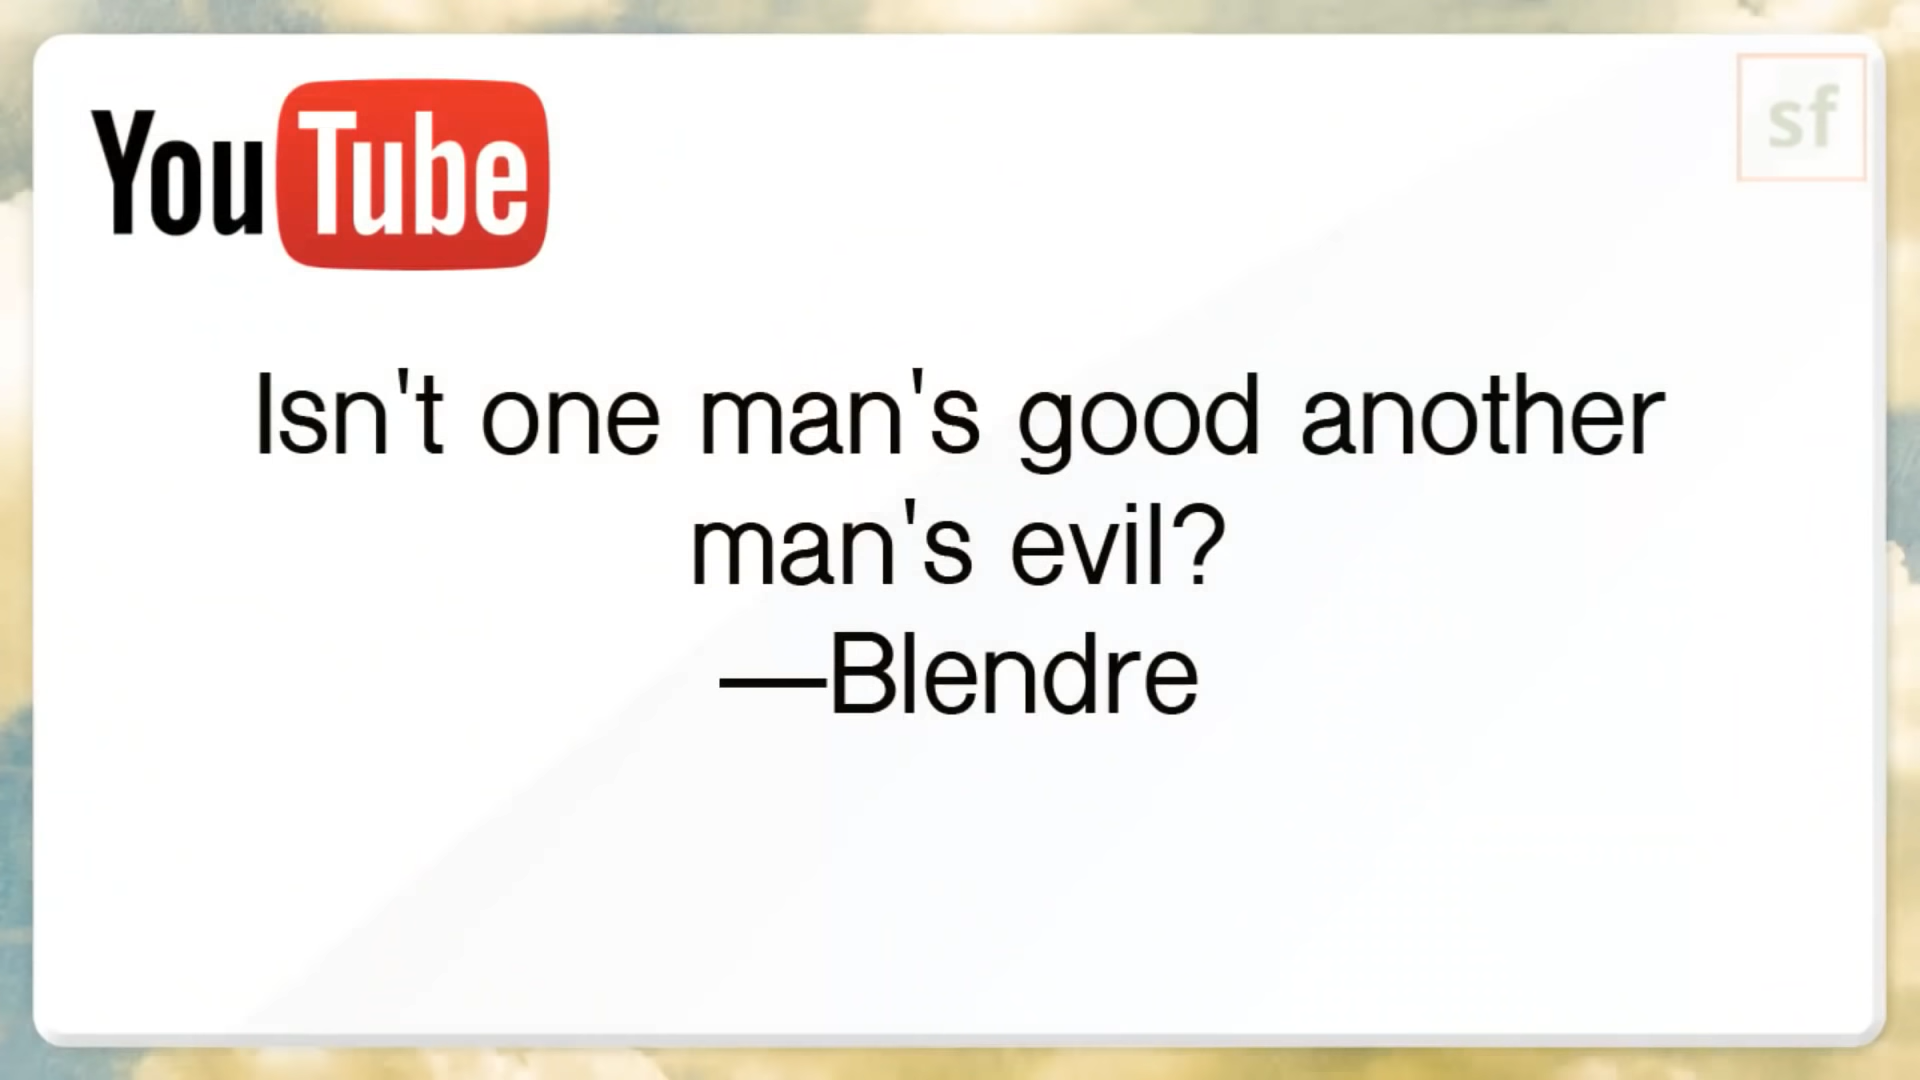 YouTube
sf
Isn't one man's good another
man's evil?
—Blendre